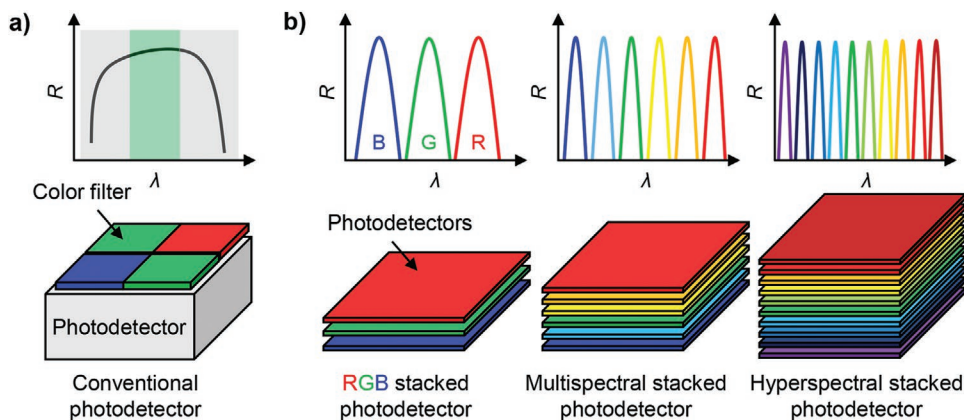 a)
R
λ
Color filter
Photodetector
Conventional
photodetector
b)
R
B
G
R
λ
Photodetectors
RGB stacked
photodetector
R
λ
Multispectral stacked
photodetector
R
λ
Hyperspectral stacked
photodetector